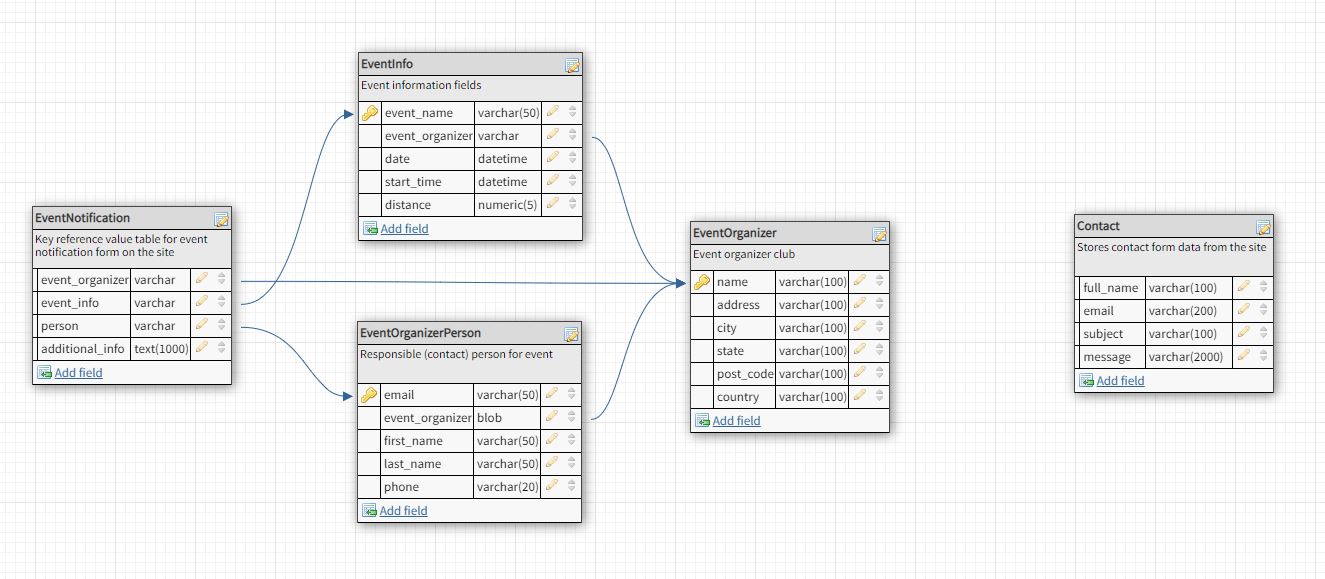 EventInfo
Event information fields
event_name varchar(50)
event_organizer varchar
date datetime
start_time datetime
distance numeric(5)
Add field
EventNotification
Key reference value table for event
notification form on the site
event_organizer varchar
event_info varchar
person varchar
additional_info text(1000)
Add field
EventOrganizerPerson
Responsible (contact) person for event
email varchar(50)
event_organizer blob
first_name varchar(50)
last_name varchar(50)
phone varchar(20)
Add field
EventOrganizer
Event organizer club
name varchar(100)
address varchar(100)
city varchar(100)
state varchar(100)
post_code varchar(100)
country varchar(100)
Add field
Contact
Stores contact form data from the site
full_name varchar(100)
email varchar(200)
subject varchar(100)
message varchar(2000)
Add field